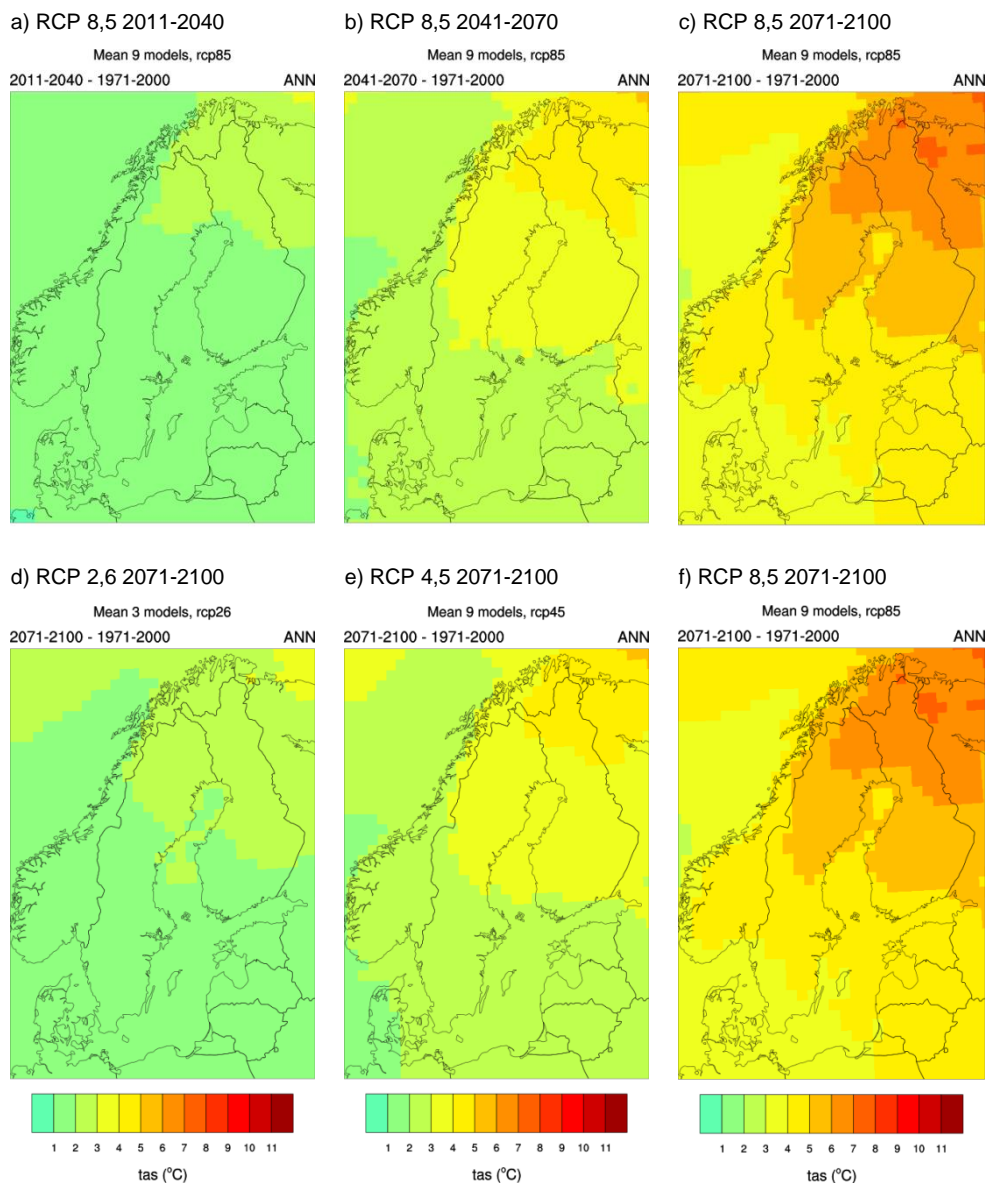 a) RCP 8,5 2011-2040
Mean 9 models, rcp85
2011-2040 - 1971-2000 ANN
b) RCP 8,5 2041-2070
Mean 9 models, rcp85
2041-2070 - 1971-2000 ANN
c) RCP 8,5 2071-2100
Mean 9 models, rcp85
2071-2100 - 1971-2000 ANN
d) RCP 2,6 2071-2100
Mean 3 models, rcp26
2071-2100 - 1971-2000 ANN
e) RCP 4,5 2071-2100
Mean 9 models, rcp45
2071-2100 - 1971-2000 ANN
f) RCP 8,5 2071-2100
Mean 9 models, rcp85
2071-2100 - 1971-2000 ANN
1 2 3 4 5 6 7 8 9 10 11
tas (°C)
1 2 3 4 5 6 7 8 9 10 11
tas (°C)
1 2 3 4 5 6 7 8 9 10 11
tas (°C)